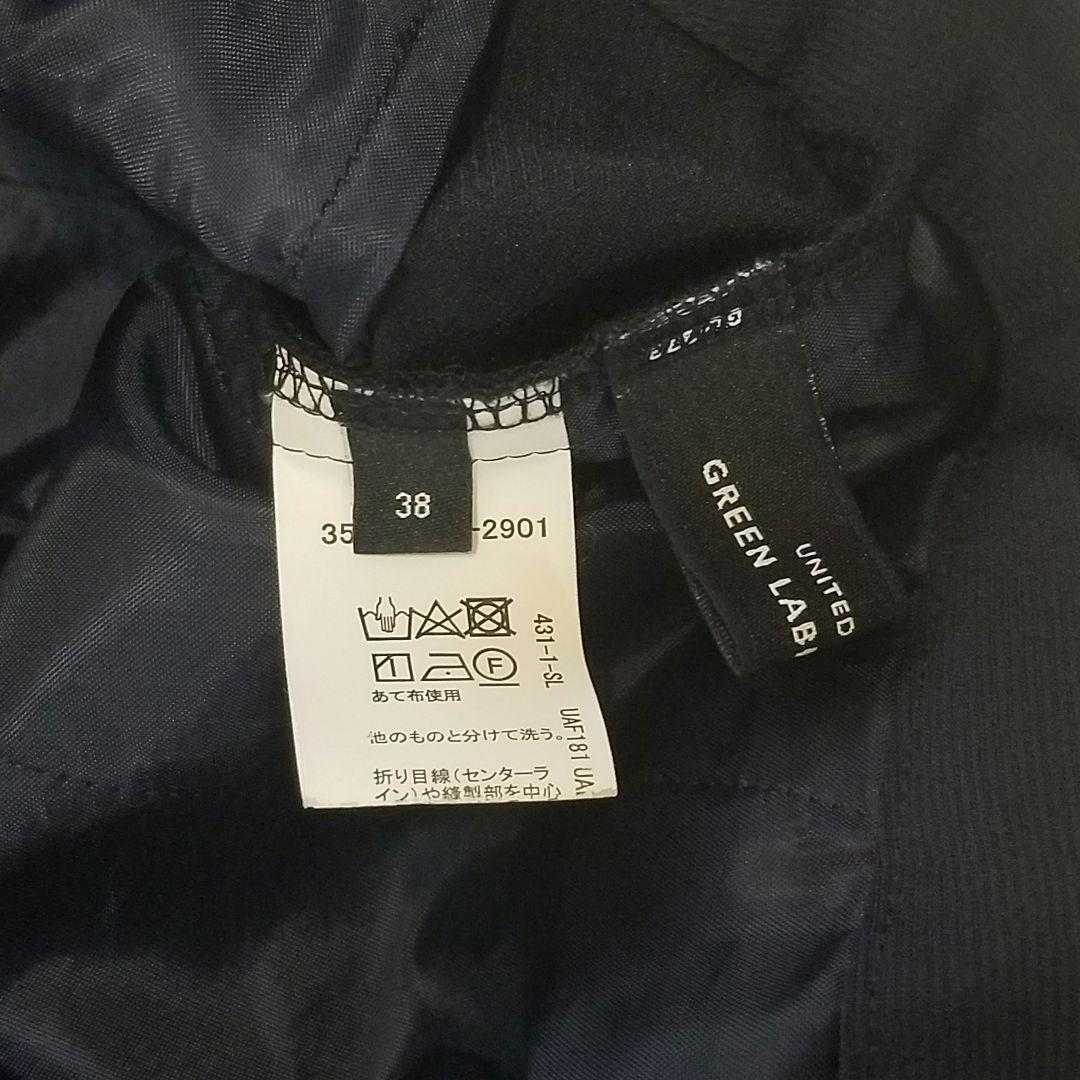 38
35
-2901
F
あて布使用
他のものと分けて洗う。
折り目線(センターラ
イン)や縫製部を中心
431-1-SL
UAF181 UA
UNITED
GREEN LAB